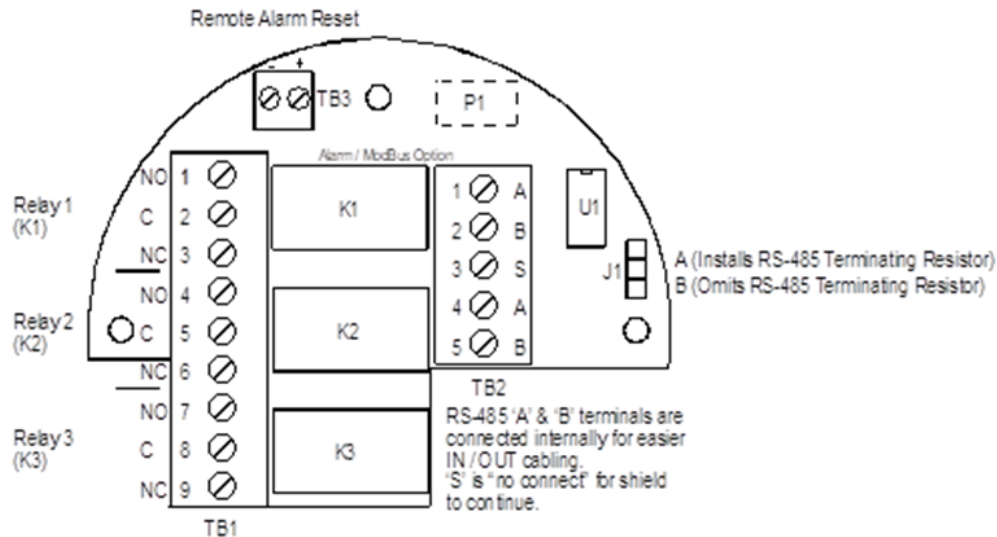 Remote Alarm Reset
- +
TB3
P1
Alarm / ModBus Option
Relay 1
(K1)
NO 1
C 2
NC 3
Relay 2
(K2)
NO 4
C 5
NC 6
Relay 3
(K3)
NO 7
C 8
NC 9
TB1
K1
K2
K3
1 A
2 B
3 S
4 A
5 B
TB2
U1
J1
A (Installs RS-485 Terminating Resistor)
B (Omits RS-485 Terminating Resistor)
RS-485 'A' & 'B' terminals are
connected internally for easier
IN / OUT cabling.
'S' is "no connect" for shield
to continue.